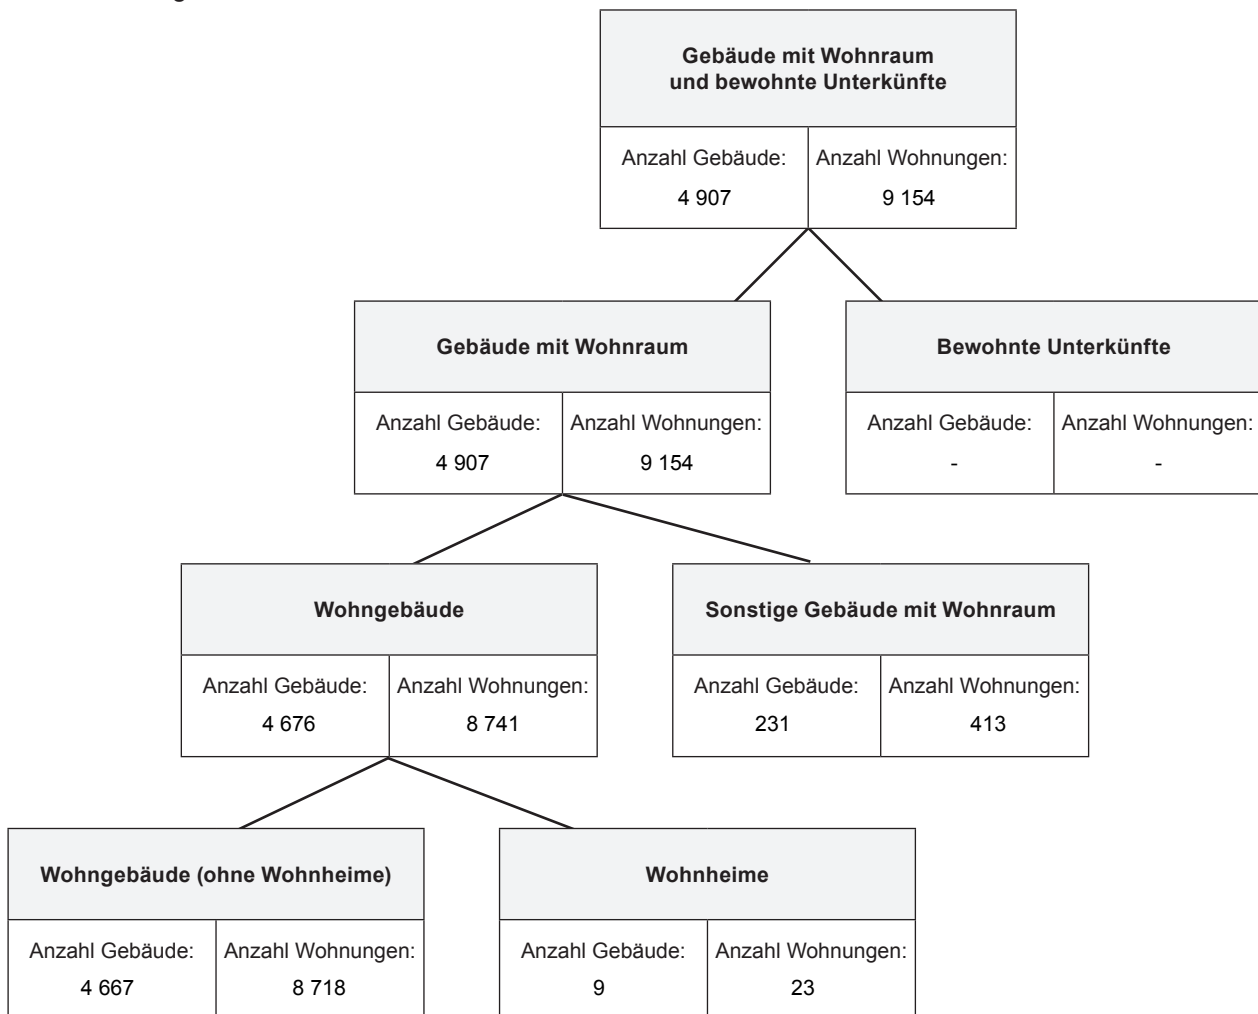 Gebäude mit Wohnraum
und bewohnte Unterkünfte
Anzahl Gebäude: Anzahl Wohnungen:
4 907 9 154
Gebäude mit Wohnraum Bewohnte Unterkünfte
Anzahl Gebäude: Anzahl Wohnungen: Anzahl Gebäude: Anzahl Wohnungen:
4 907 9 154 - -
Wohngebäude Sonstige Gebäude mit Wohnraum
Anzahl Gebäude: Anzahl Wohnungen: Anzahl Gebäude: Anzahl Wohnungen:
4 676 8 741 231 413
Wohngebäude (ohne Wohnheime) Wohnheime
Anzahl Gebäude: Anzahl Wohnungen: Anzahl Gebäude: Anzahl Wohnungen:
4 667 8 718 9 23